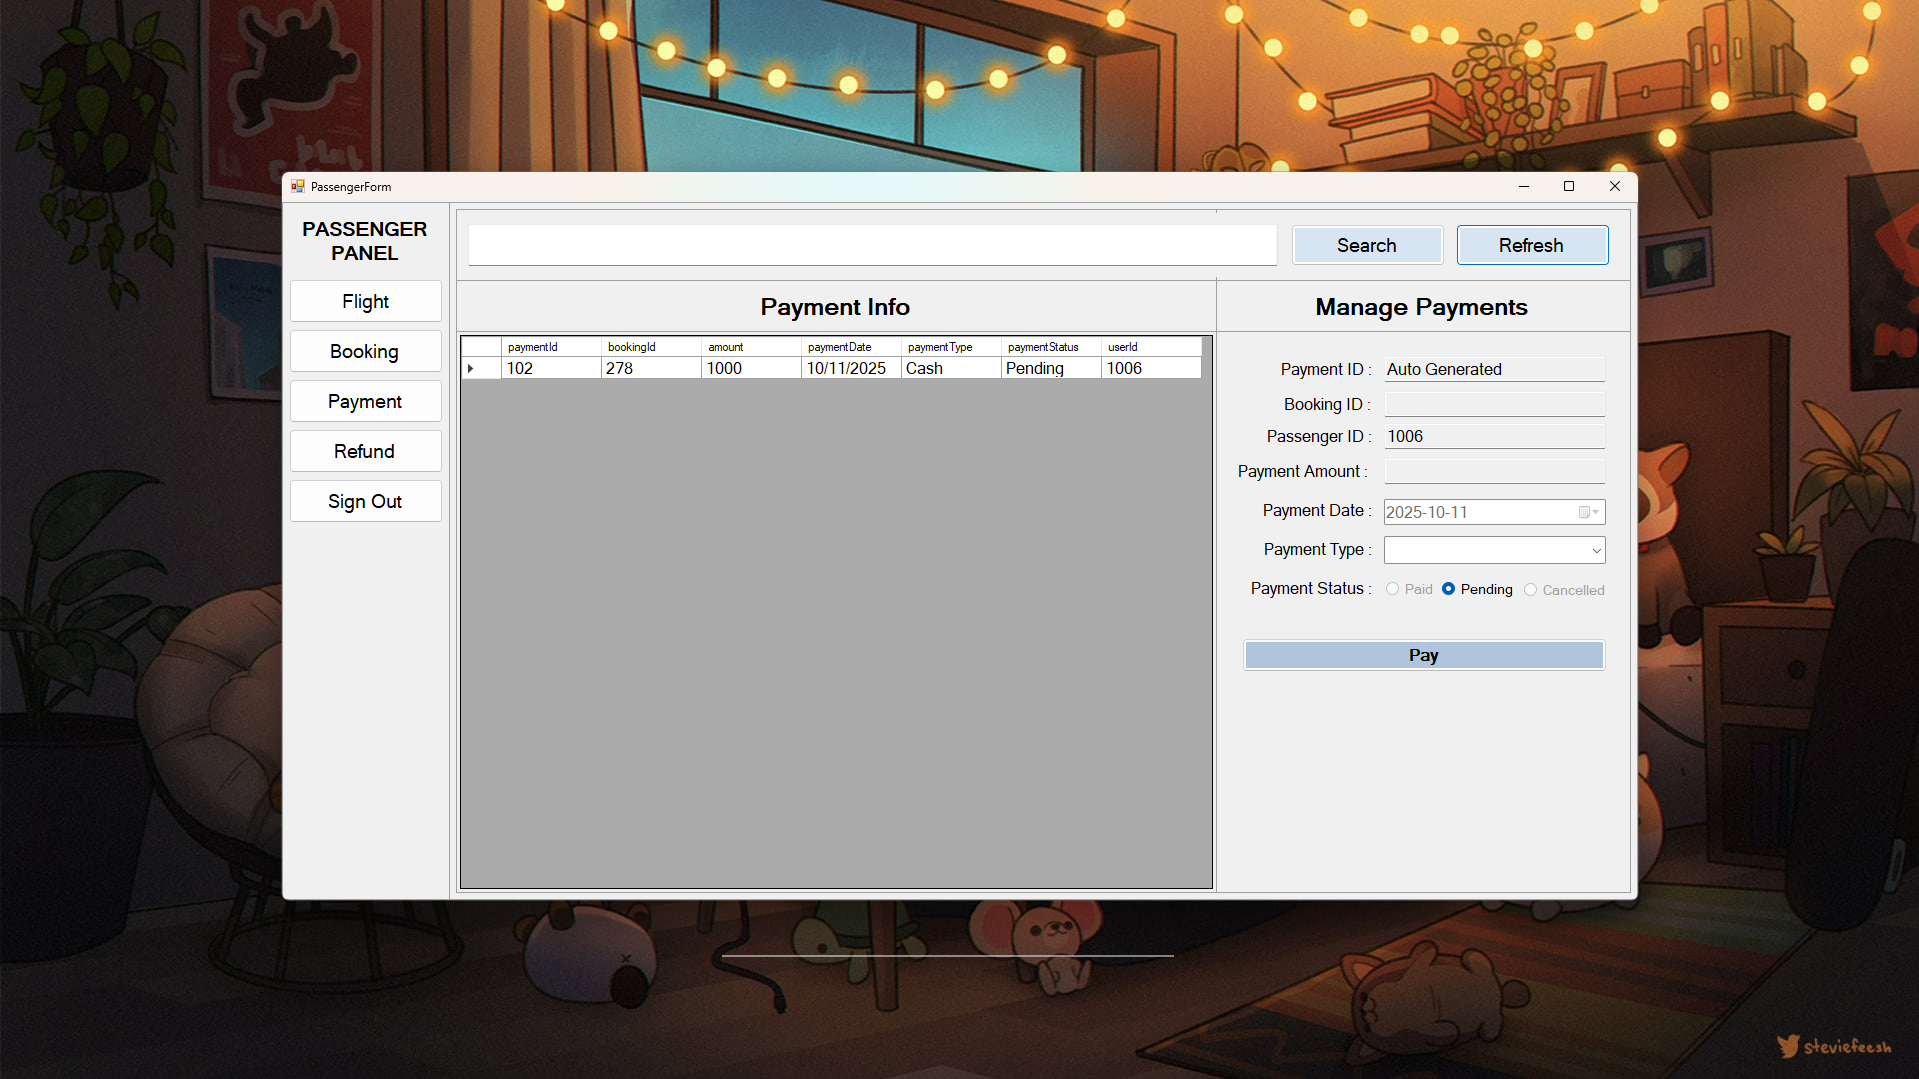 PassengerForm
PASSENGER
PANEL
Flight
Booking
Payment
Refund
Sign Out
Search
Refresh
Payment Info
Manage Payments
paymentId bookingId amount paymentDate paymentType paymentStatus userId
102 278 1000 10/11/2025 Cash Pending 1006
Payment ID : Auto Generated
Booking ID :
Passenger ID : 1006
Payment Amount :
Payment Date : 2025-10-11
Payment Type :
Payment Status : Paid Pending Cancelled
Pay
steviefeesh